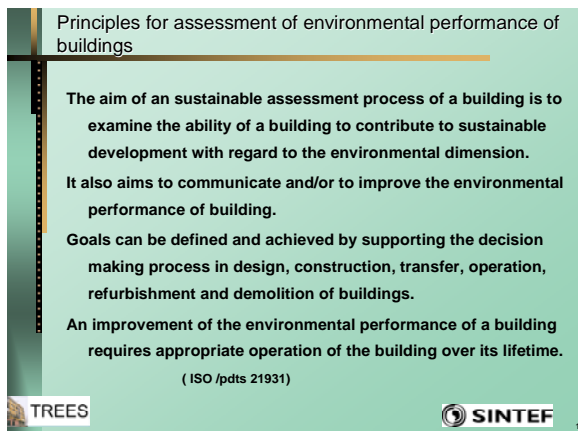 Principles for assessment of environmental performance of
buildings
The aim of an sustainable assessment process of a building is to
examine the ability of a building to contribute to sustainable
development with regard to the environmental dimension.
It also aims to communicate and/or to improve the environmental
performance of building.
Goals can be defined and achieved by supporting the decision
making process in design, construction, transfer, operation,
refurbishment and demolition of buildings.
An improvement of the environmental performance of a building
requires appropriate operation of the building over its lifetime.
( ISO /pdts 21931)
TREES
SINTEF